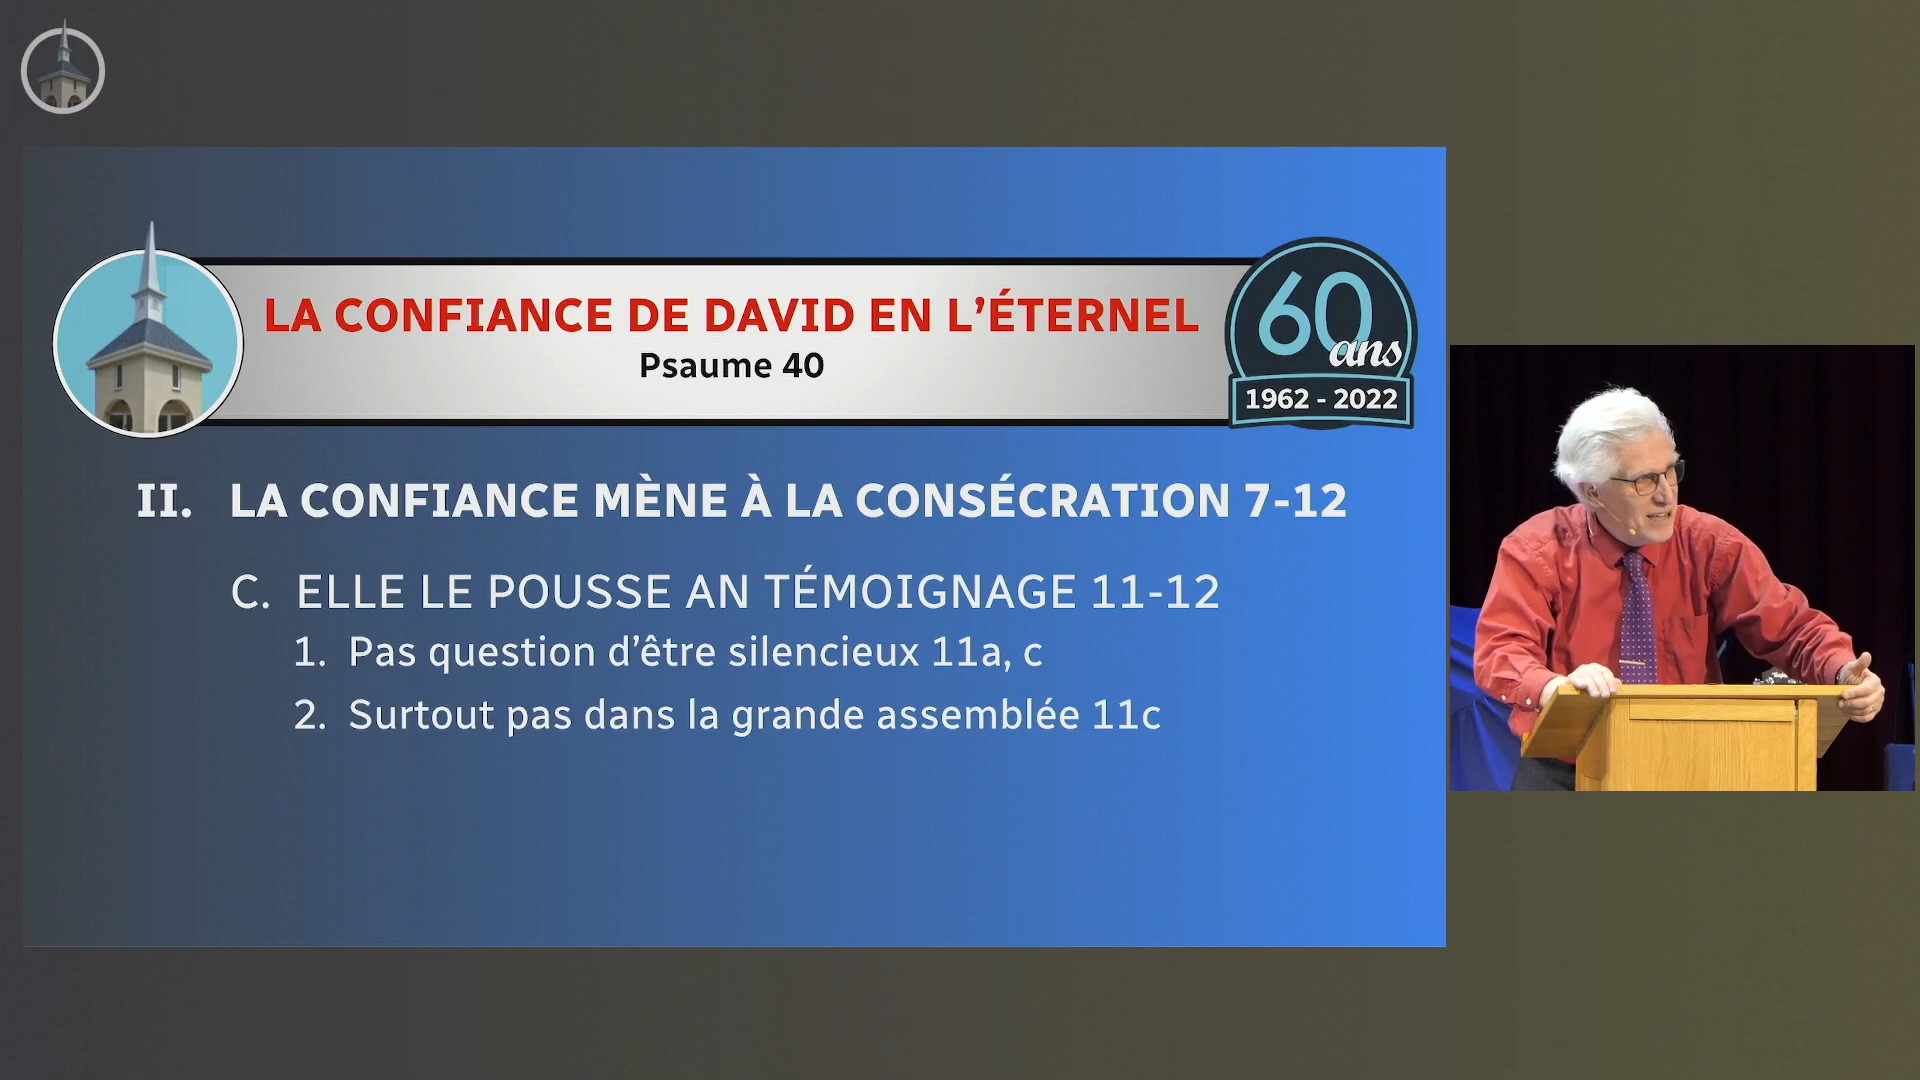 LA CONFIANCE DE DAVID EN L’ÉTERNEL
Psaume 40
60
ans
1962 - 2022
II. LA CONFIANCE MÈNE À LA CONSÉCRATION 7-12
C. ELLE LE POUSSE AN TÉMOIGNAGE 11-12
1. Pas question d’être silencieux 11a, c
2. Surtout pas dans la grande assemblée 11c